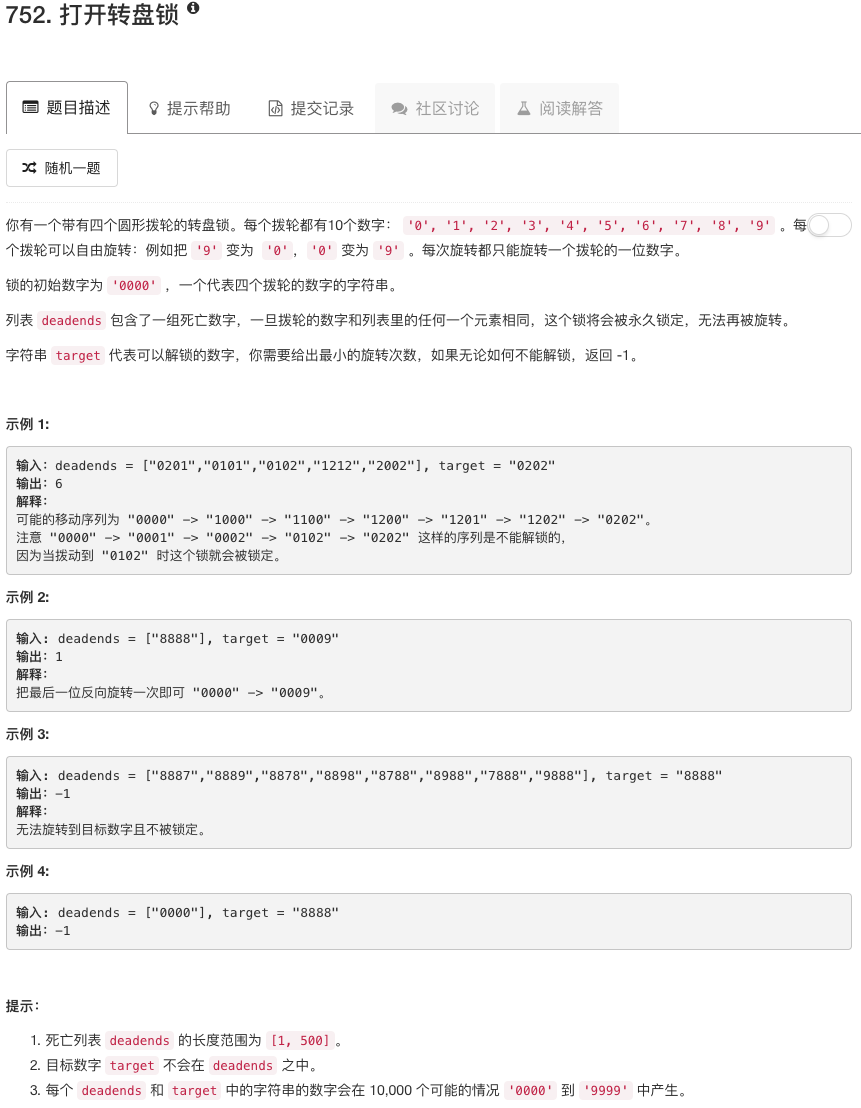 752. 打开转盘锁
题目描述
提示帮助
提交记录
社区讨论
阅读解答
随机一题
你有一个带有四个圆形拨轮的转盘锁。每个拨轮都有10个数字： '0', '1', '2', '3', '4', '5', '6', '7', '8', '9' 。每
个拨轮可以自由旋转：例如把 '9' 变为 '0'，'0' 变为 '9' 。每次旋转都只能旋转一个拨轮的一位数字。
锁的初始数字为 '0000' ，一个代表四个拨轮的数字的字符串。
列表 deadends 包含了一组死亡数字，一旦拨轮的数字和列表里的任何一个元素相同，这个锁将会被永久锁定，无法再被旋转。
字符串 target 代表可以解锁的数字，你需要给出最小的旋转次数，如果无论如何不能解锁，返回 -1。
示例 1:
输入：deadends = ["0201","0101","0102","1212","2002"], target = "0202"
输出：6
解释：
可能的移动序列为 "0000" -> "1000" -> "1100" -> "1200" -> "1201" -> "1202" -> "0202"。
注意 "0000" -> "0001" -> "0002" -> "0102" -> "0202" 这样的序列是不能解锁的，
因为当拨动到 "0102" 时这个锁就会被锁定。
示例 2:
输入: deadends = ["8888"], target = "0009"
输出：1
解释：
把最后一位反向旋转一次即可 "0000" -> "0009"。
示例 3:
输入: deadends = ["8887","8889","8878","8898","8788","8988","7888","9888"], target = "8888"
输出：-1
解释：
无法旋转到目标数字且不被锁定。
示例 4:
输入: deadends = ["0000"], target = "8888"
输出：-1
提示：
1. 死亡列表 deadends 的长度范围为 [1, 500] 。
2. 目标数字 target 不会在 deadends 之中。
3. 每个 deadends 和 target 中的字符串的数字会在 10,000 个可能的情况 '0000' 到 '9999' 中产生。